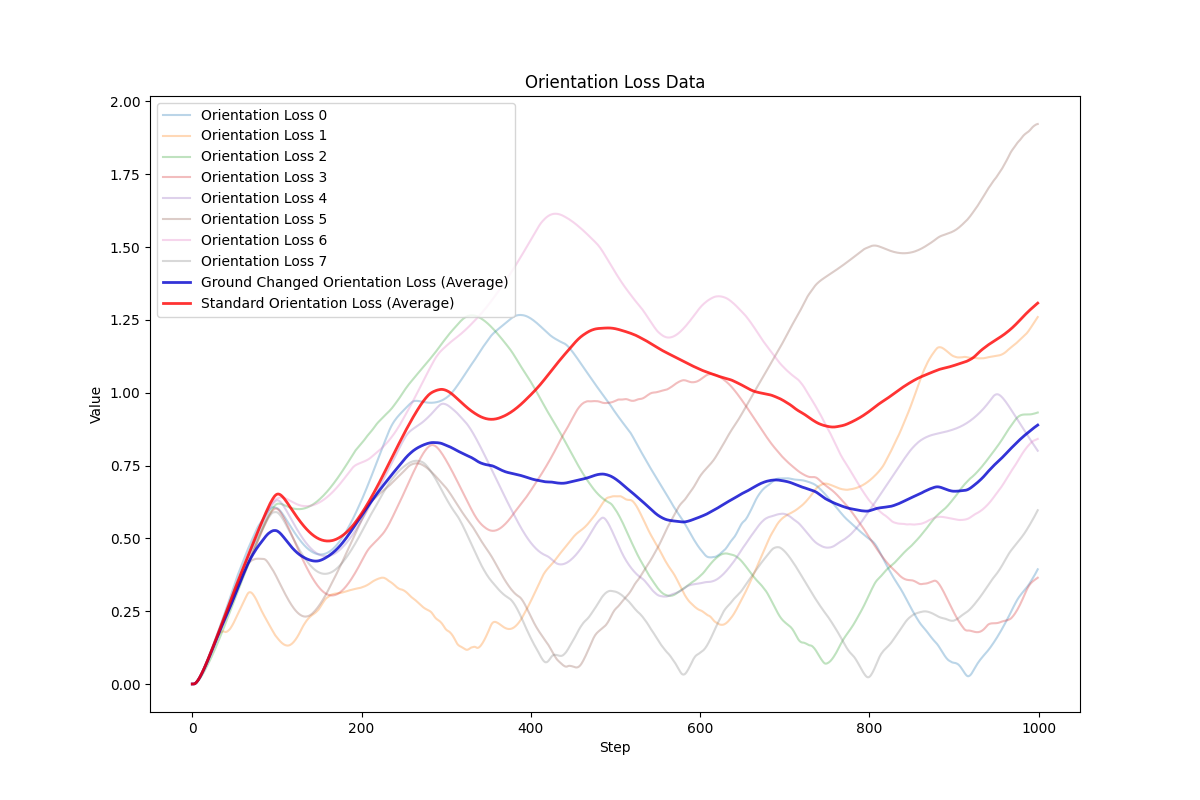 Orientation Loss Data
2.00
1.75
1.50
1.25
1.00
0.75
0.50
0.25
0.00
Value
Orientation Loss 0
Orientation Loss 1
Orientation Loss 2
Orientation Loss 3
Orientation Loss 4
Orientation Loss 5
Orientation Loss 6
Orientation Loss 7
Ground Changed Orientation Loss (Average)
Standard Orientation Loss (Average)
0 200 400 600 800 1000
Step